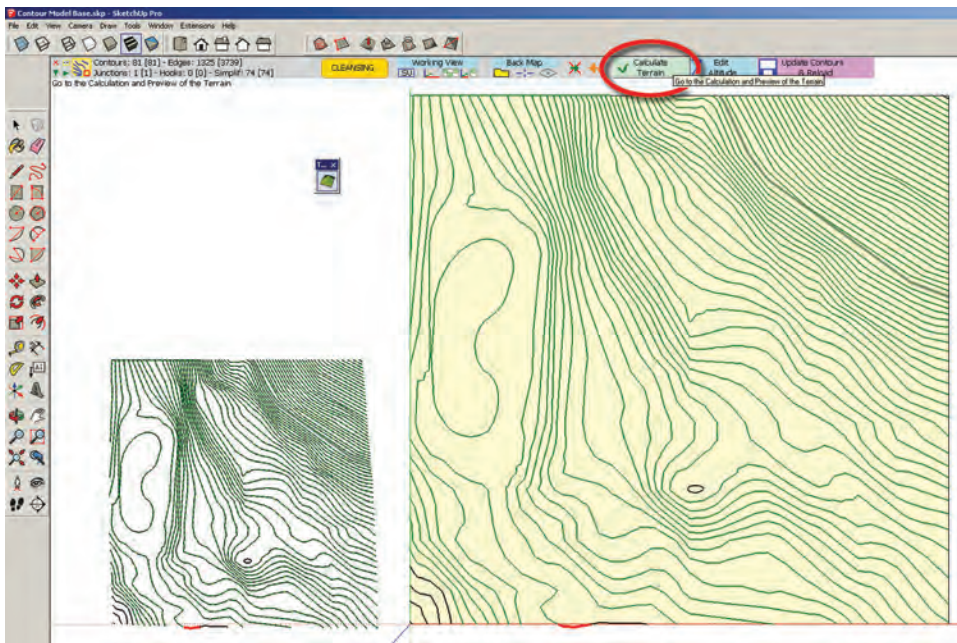 Contour Model Base.skp - SketchUp Pro
File Edit View Camera Draw Tools Window Extensions Help
Contours: 81 [81] - Edges: 1325 [3739]
Junctions: 1 [1] - Hooks: 0 [0] - Simplif: 74 [74]
CLEANSING
Working View
SU
Back Map
Calculate
Terrain
Edit
Altitude
Update Contours
& Reload
Go to the Calculation and Preview of the Terrain
Go to the Calculation and Preview of the Terrain
T... x
A1